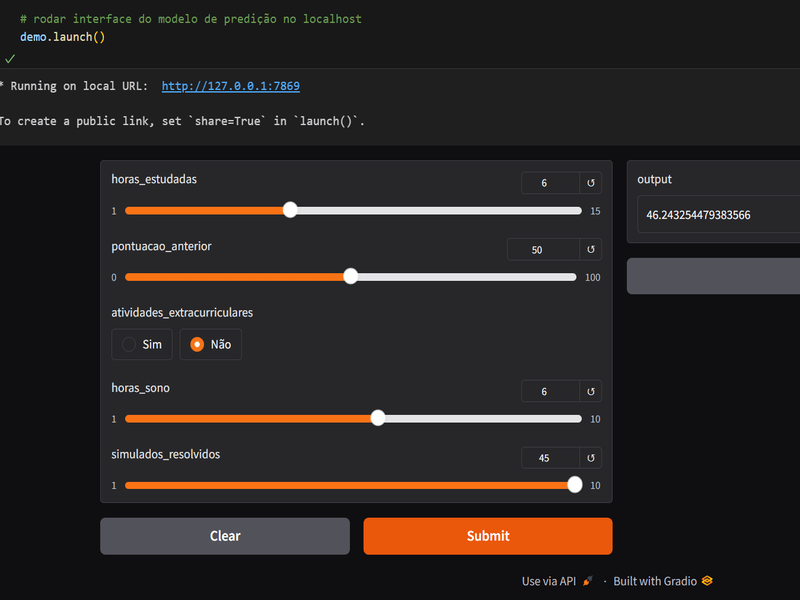 # rodar interface do modelo de predição no localhost
demo.launch()
* Running on local URL: http://127.0.0.1:7869
To create a public link, set `share=True` in `launch()`.
horas_estudadas
6
↺
1
15
pontuacao_anterior
50
↺
0
100
atividades_extracurriculares
Sim
Não
horas_sono
6
↺
1
10
simulados_resolvidos
45
↺
1
10
Clear
Submit
output
46.243254479383566
Use via API · Built with Gradio